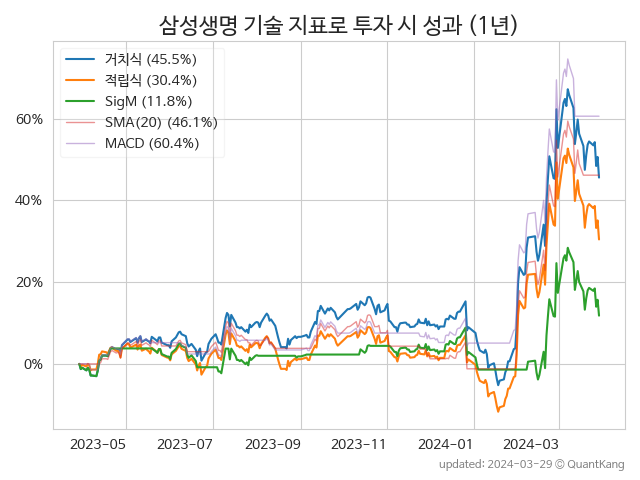 삼성생명 기술 지표로 투자 시 성과 (1년)
거치식 (45.5%)
적립식 (30.4%)
SigM (11.8%)
SMA(20) (46.1%)
MACD (60.4%)
60%
40%
20%
0%
2023-05 2023-07 2023-09 2023-11 2024-01 2024-03
updated: 2024-03-29 © QuantKang